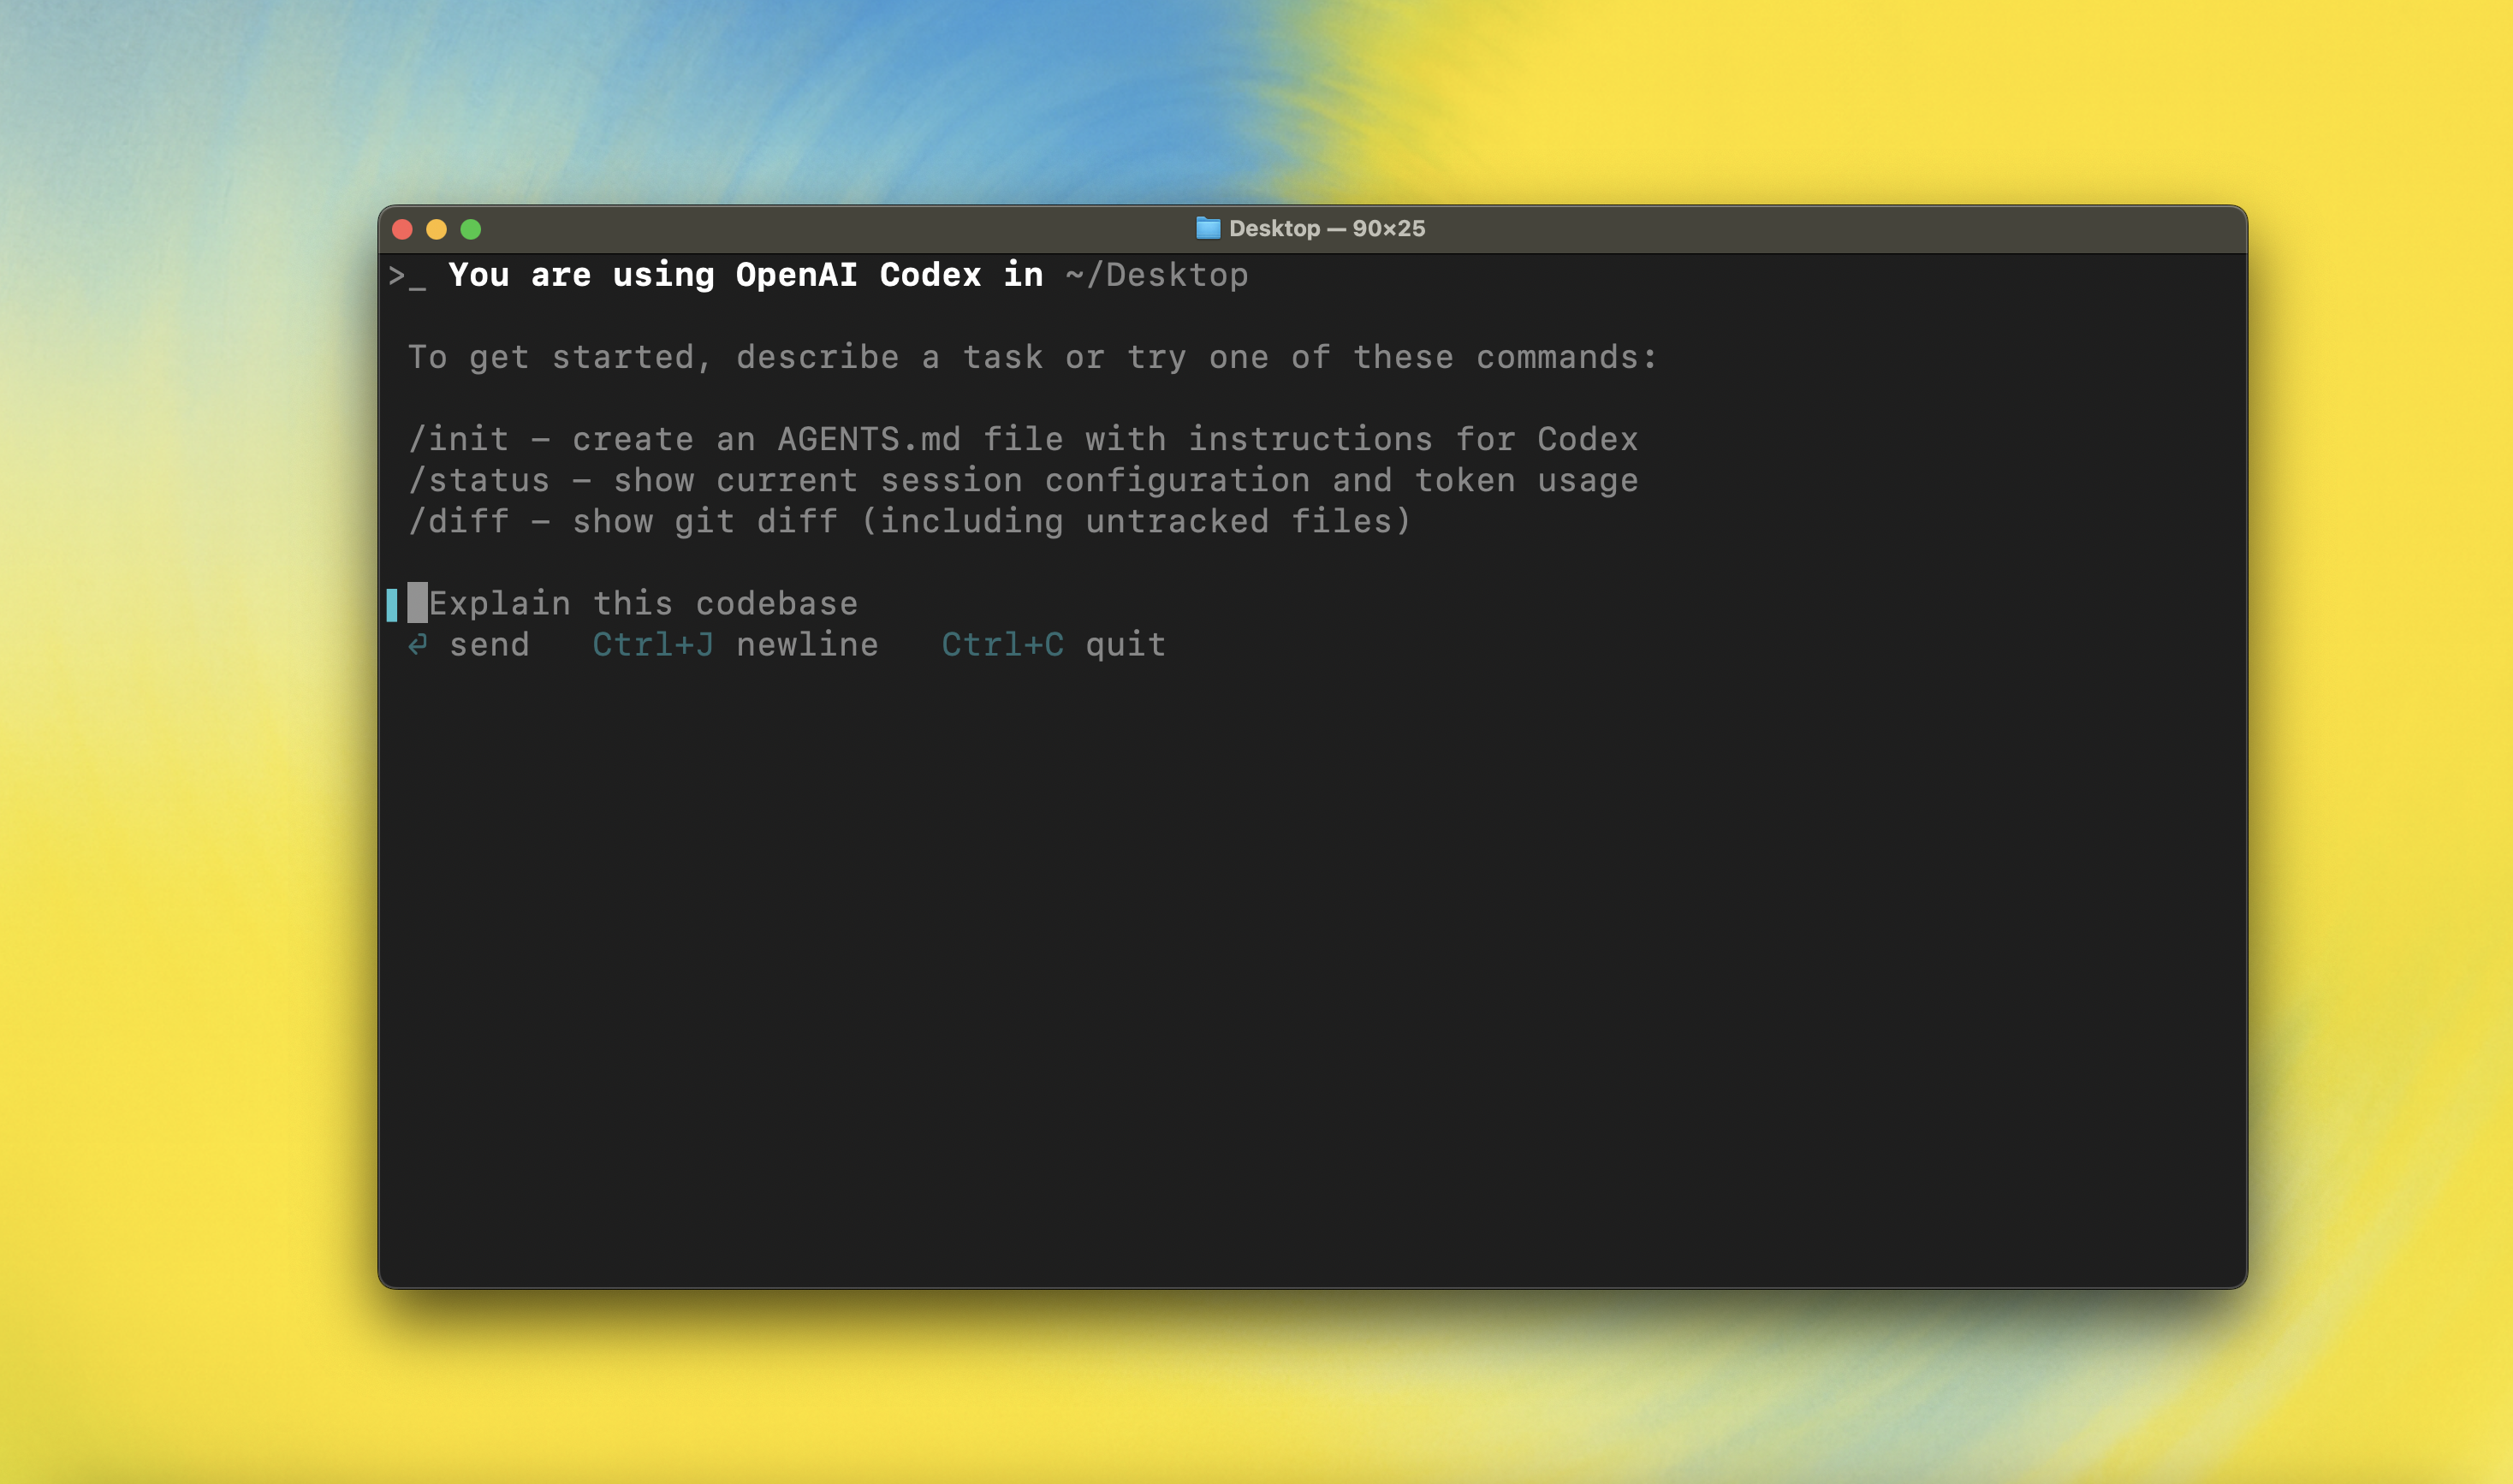 Desktop — 90×25
>_ You are using OpenAI Codex in ~/Desktop
To get started, describe a task or try one of these commands:
/init – create an AGENTS.md file with instructions for Codex
/status – show current session configuration and token usage
/diff – show git diff (including untracked files)
Explain this codebase
⏎ send   Ctrl+J newline   Ctrl+C quit